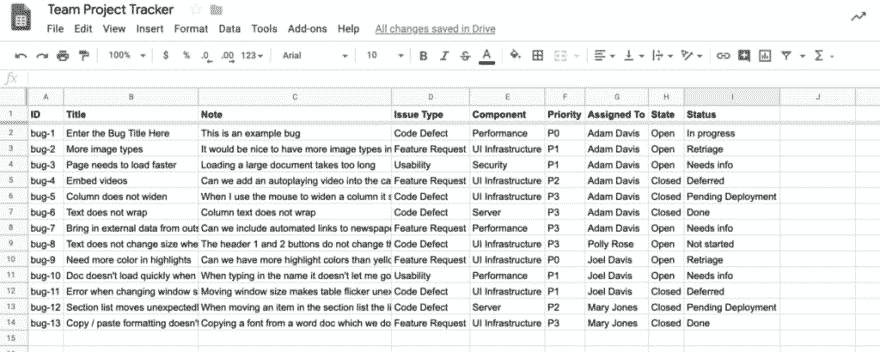 Team Project Tracker
File Edit View Insert Format Data Tools Add-ons Help All changes saved in Drive
100% $ % .0 .00 123 Arial 10 B I S A
fx
A B C D E F G H I J
1 ID Title Note Issue Type Component Priority Assigned To State Status
2 bug-1 Enter the Bug Title Here This is an example bug Code Defect Performance P0 Adam Davis Open In progress
3 bug-2 More image types It would be nice to have more image types in Feature Request UI Infrastructure P1 Adam Davis Open Retriage
4 bug-3 Page needs to load faster Loading a large document takes too long Usability Security P1 Adam Davis Open Needs info
5 bug-4 Embed videos Can we add an autoplaying video into the ca Feature Request UI Infrastructure P2 Adam Davis Closed Deferred
6 bug-5 Column does not widen When I use the mouse to widen a column it s Code Defect UI Infrastructure P3 Adam Davis Closed Pending Deployment
7 bug-6 Text does not wrap Column text does not wrap Code Defect Server P3 Adam Davis Closed Done
8 bug-7 Bring in external data from outs Can we include automated links to newspape Feature Request UI Infrastructure P3 Adam Davis Open Needs info
9 bug-8 Text does not change size whe The header 1 and 2 buttons do not change th Code Defect UI Infrastructure P3 Polly Rose Open Not started
10 bug-9 Need more color in highlights Can we have more highlight colors than yello Feature Request UI Infrastructure P0 Joel Davis Open Retriage
11 bug-10 Doc doesn't load quickly when When typing in the name it doesn't let me go Usability Performance P1 Joel Davis Open Needs info
12 bug-11 Error when changing window s Moving window size makes table flicker unex Code Defect UI Infrastructure P1 Joel Davis Closed Deferred
13 bug-12 Section list moves unexpectedl When moving an item in the section list the li Code Defect Server P2 Mary Jones Closed Pending Deployment
14 bug-13 Copy / paste formatting doesn' Copying a font from a word doc which we do Feature Request UI Infrastructure P3 Mary Jones Closed Done
15